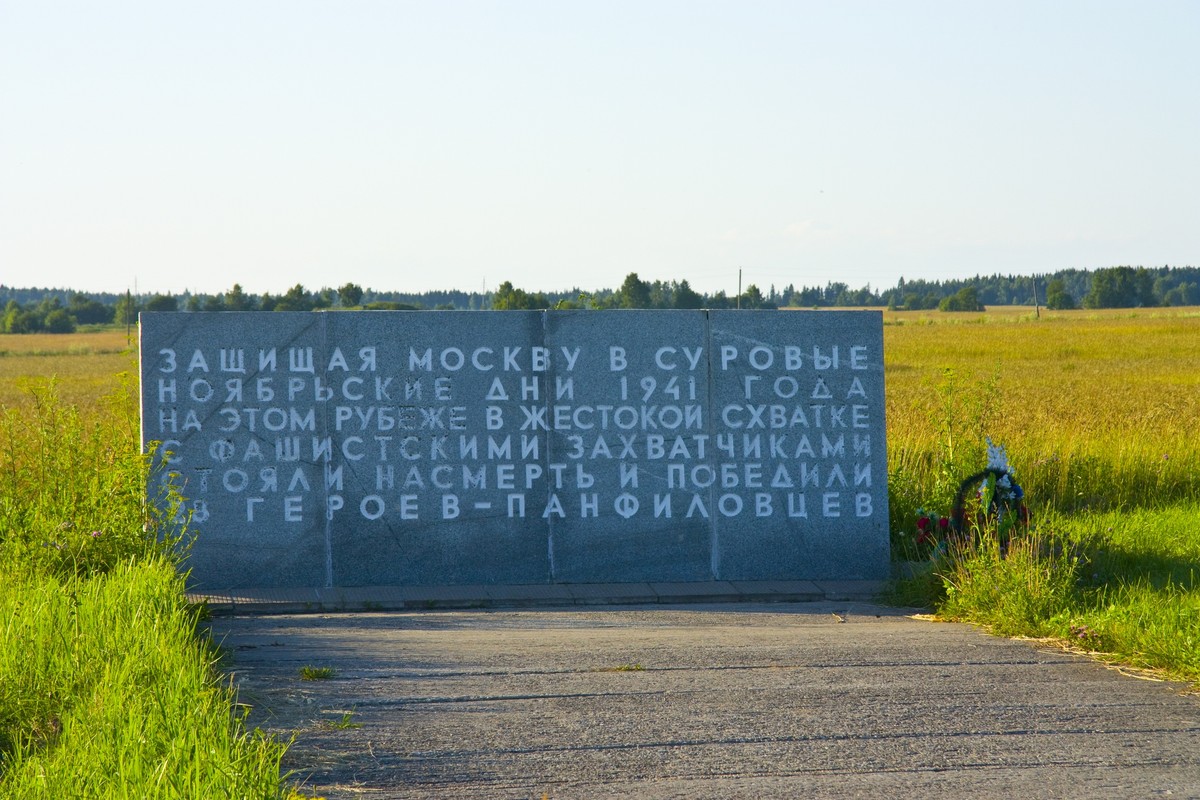 ЗАЩИЩАЯ МОСКВУ В СУРОВЫЕ
НОЯБРЬСКИЕ ДНИ 1941 ГОДА
НА ЭТОМ РУБЕЖЕ В ЖЕСТОКОЙ СХВАТКЕ
С ФАШИСТСКИМИ ЗАХВАТЧИКАМИ
СТОЯЛИ НАСМЕРТЬ И ПОБЕДИЛИ
28 ГЕРОЕВ-ПАНФИЛОВЦЕВ